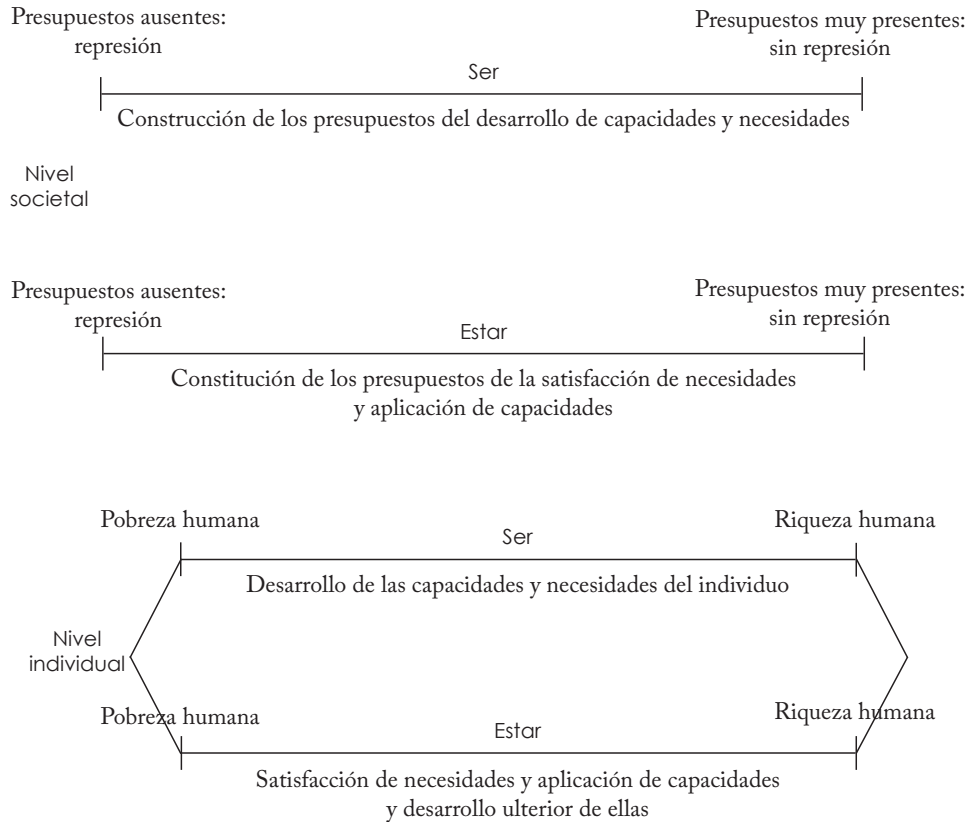 Presupuestos ausentes:
represión
Presupuestos muy presentes:
sin represión
Ser
Construcción de los presupuestos del desarrollo de capacidades y necesidades
Nivel
societal
Presupuestos ausentes:
represión
Presupuestos muy presentes:
sin represión
Estar
Constitución de los presupuestos de la satisfacción de necesidades
y aplicación de capacidades
Pobreza humana
Riqueza humana
Ser
Desarrollo de las capacidades y necesidades del individuo
Nivel
individual
Pobreza humana
Riqueza humana
Estar
Satisfacción de necesidades y aplicación de capacidades
y desarrollo ulterior de ellas